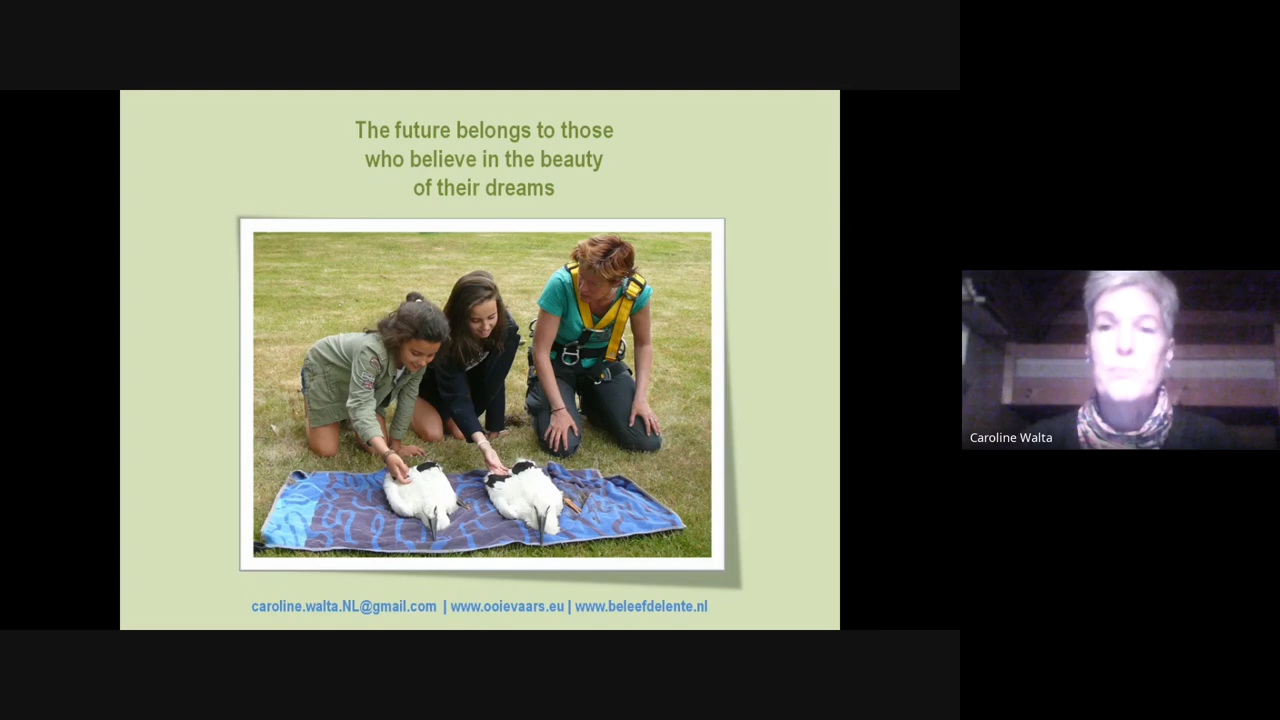 The future belongs to those
who believe in the beauty
of their dreams
caroline.walta.NL@gmail.com | www.ooievaars.eu | www.beleefdelente.nl
Caroline Walta